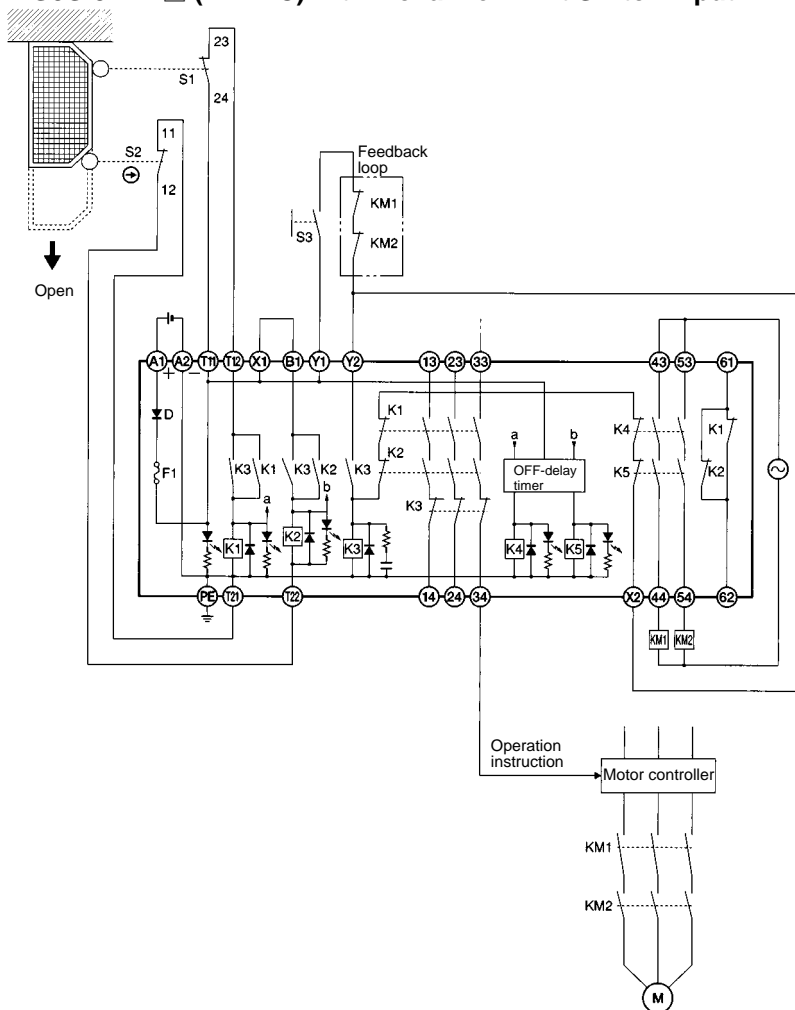 23
S1
24
11
S2
12
Open
Feedback
loop
KM1
S3
KM2
A1 A2 T11 T12 X1 B1 Y1 Y2 13 23 33 43 53 61
+ −
D
F1
K3 K1 K3 K2 K3
a b
K1 K2 K3
K1
K2
K3
a b
OFF-delay
timer
K4 K5
K4
K5
K1
K2
PE T21 T22 14 24 34 X2 44 54 62
KM1 KM2
Operation
instruction
Motor controller
KM1
KM2
M